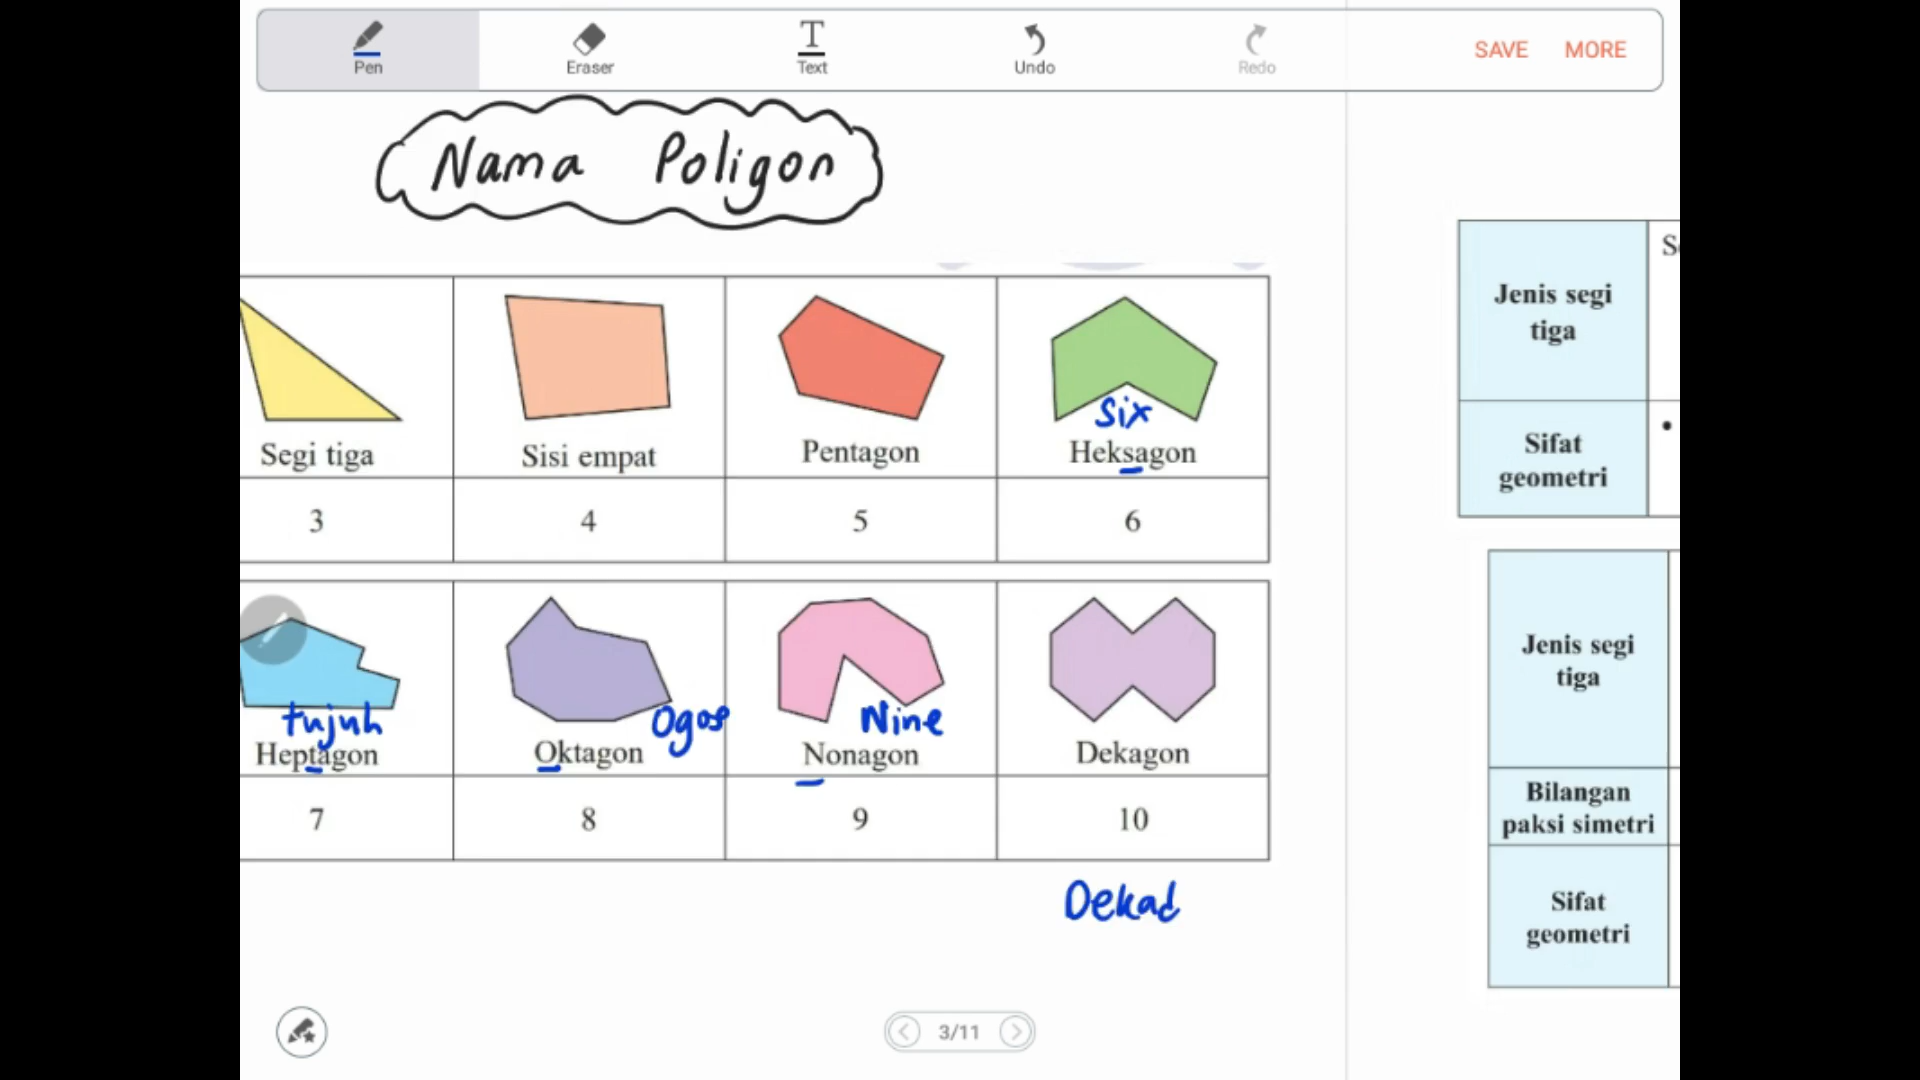 Pen
Eraser
Text
Undo
Redo
SAVE
MORE
Nama Poligon
Segi tiga
Sisi empat
Pentagon
six
Heksagon
3
4
5
6
tujuh
Heptagon
Ogos
Oktagon
Nine
Nonagon
Dekagon
7
8
9
10
Dekad
Jenis segi
tiga
Sifat
geometri
Jenis segi
tiga
Bilangan
paksi simetri
Sifat
geometri
3/11